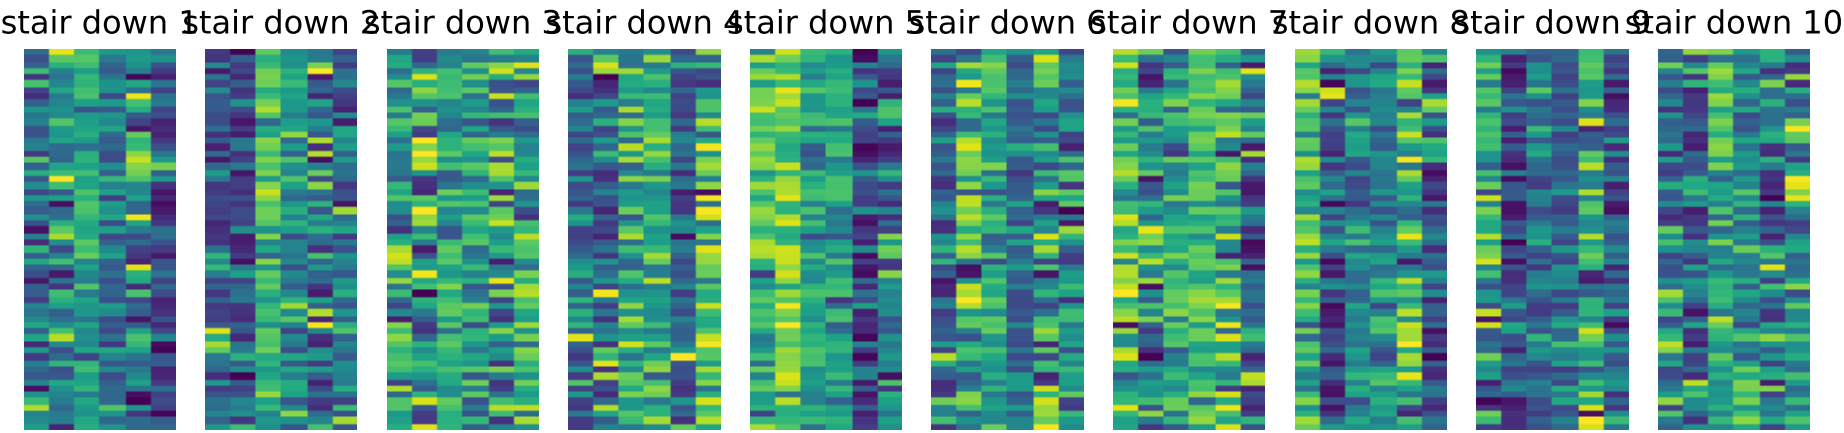 stair down 1
stair down 2
stair down 3
stair down 4
stair down 5
stair down 6
stair down 7
stair down 8
stair down 9
stair down 10